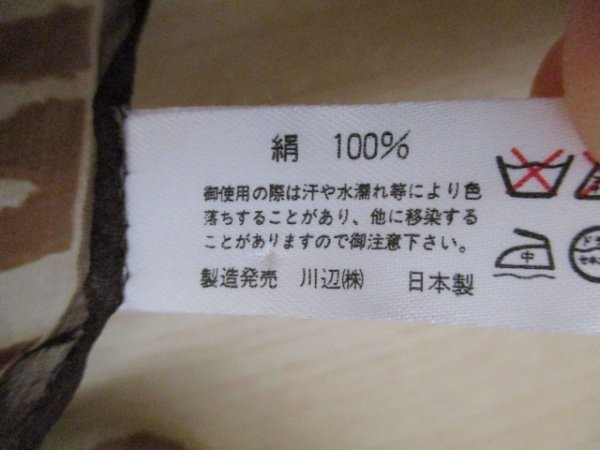 絹 100%
御使用の際は汗や水濡れ等により色
落ちすることがあり、他に移染する
ことがありますので御注意下さい。
製造発売 川辺㈱ 日本製
中
ドライ